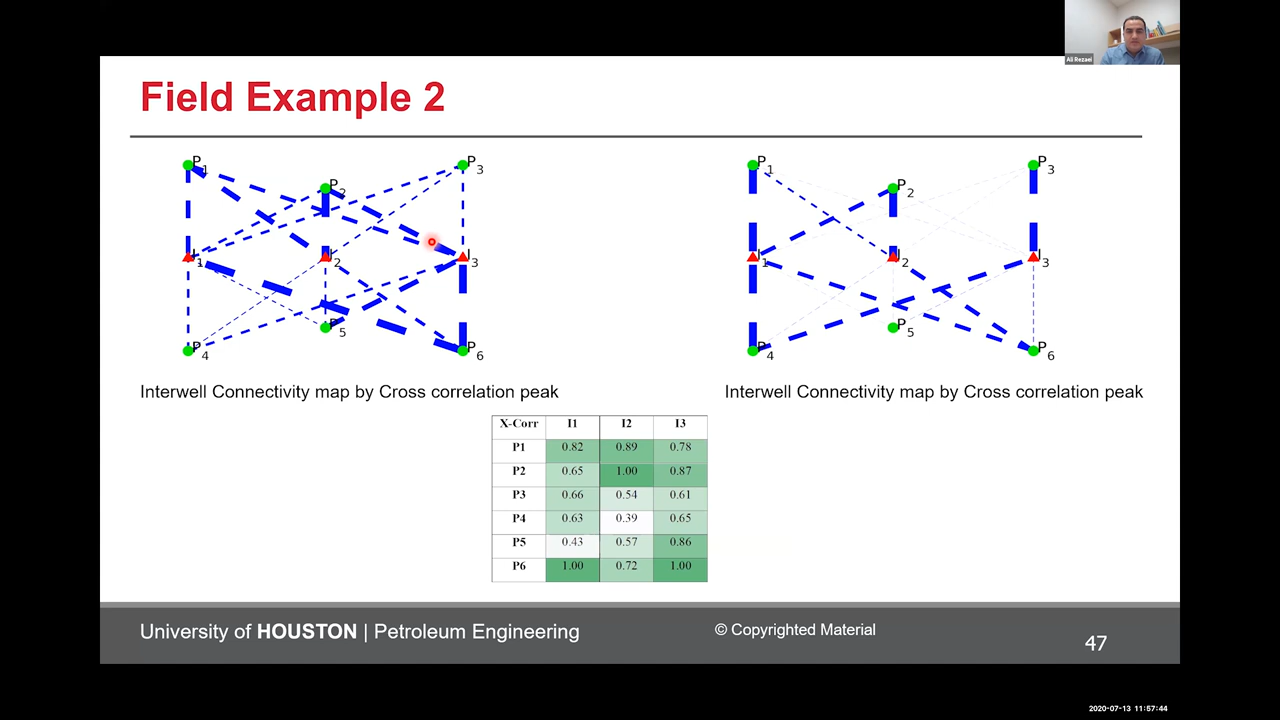 Ali Rezaei
Field Example 2
P1
P2
P3
I1
I2
I3
P4
P5
P6
P1
P2
P3
I1
I2
I3
P4
P5
P6
Interwell Connectivity map by Cross correlation peak
Interwell Connectivity map by Cross correlation peak
X-Corr I1 I2 I3
P1 0.82 0.89 0.78
P2 0.65 1.00 0.87
P3 0.66 0.54 0.61
P4 0.63 0.39 0.65
P5 0.43 0.57 0.86
P6 1.00 0.72 1.00
University of HOUSTON | Petroleum Engineering
© Copyrighted Material
47
2020-07-13 11:57:44